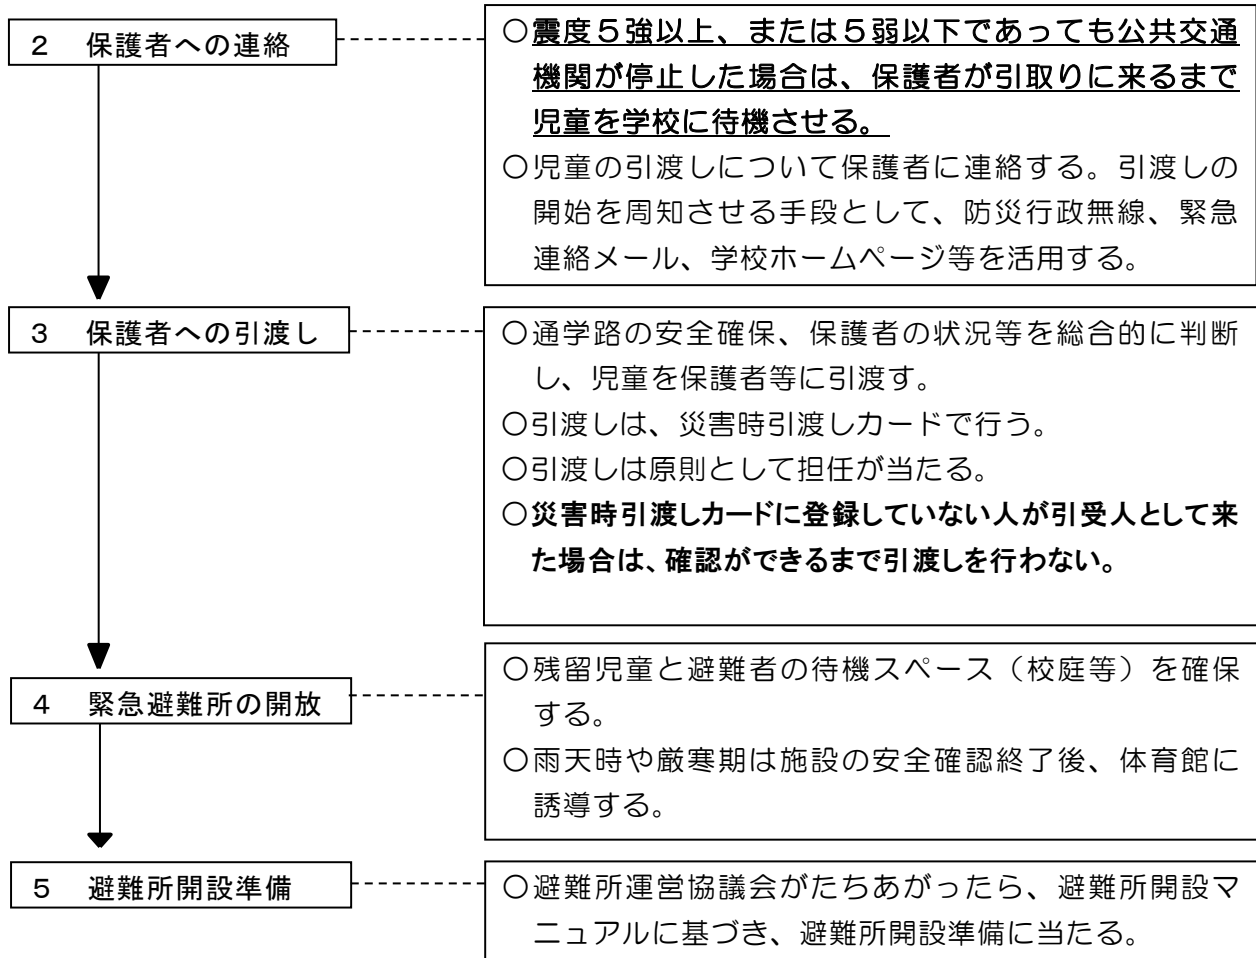 ２　保護者への連絡
○震度５強以上、または５弱以下であっても公共交通
機関が停止した場合は、保護者が引取りに来るまで
児童を学校に待機させる。
○児童の引渡しについて保護者に連絡する。引渡しの
開始を周知させる手段として、防災行政無線、緊急
連絡メール、学校ホームページ等を活用する。
３　保護者への引渡し
○通学路の安全確保、保護者の状況等を総合的に判断
し、児童を保護者等に引渡す。
○引渡しは、災害時引渡しカードで行う。
○引渡しは原則として担任が当たる。
○災害時引渡しカードに登録していない人が引受人として来
た場合は、確認ができるまで引渡しを行わない。
４　緊急避難所の開放
○残留児童と避難者の待機スペース（校庭等）を確保
する。
○雨天時や厳寒期は施設の安全確認終了後、体育館に
誘導する。
５　避難所開設準備
○避難所運営協議会がたちあがったら、避難所開設マ
ニュアルに基づき、避難所開設準備に当たる。